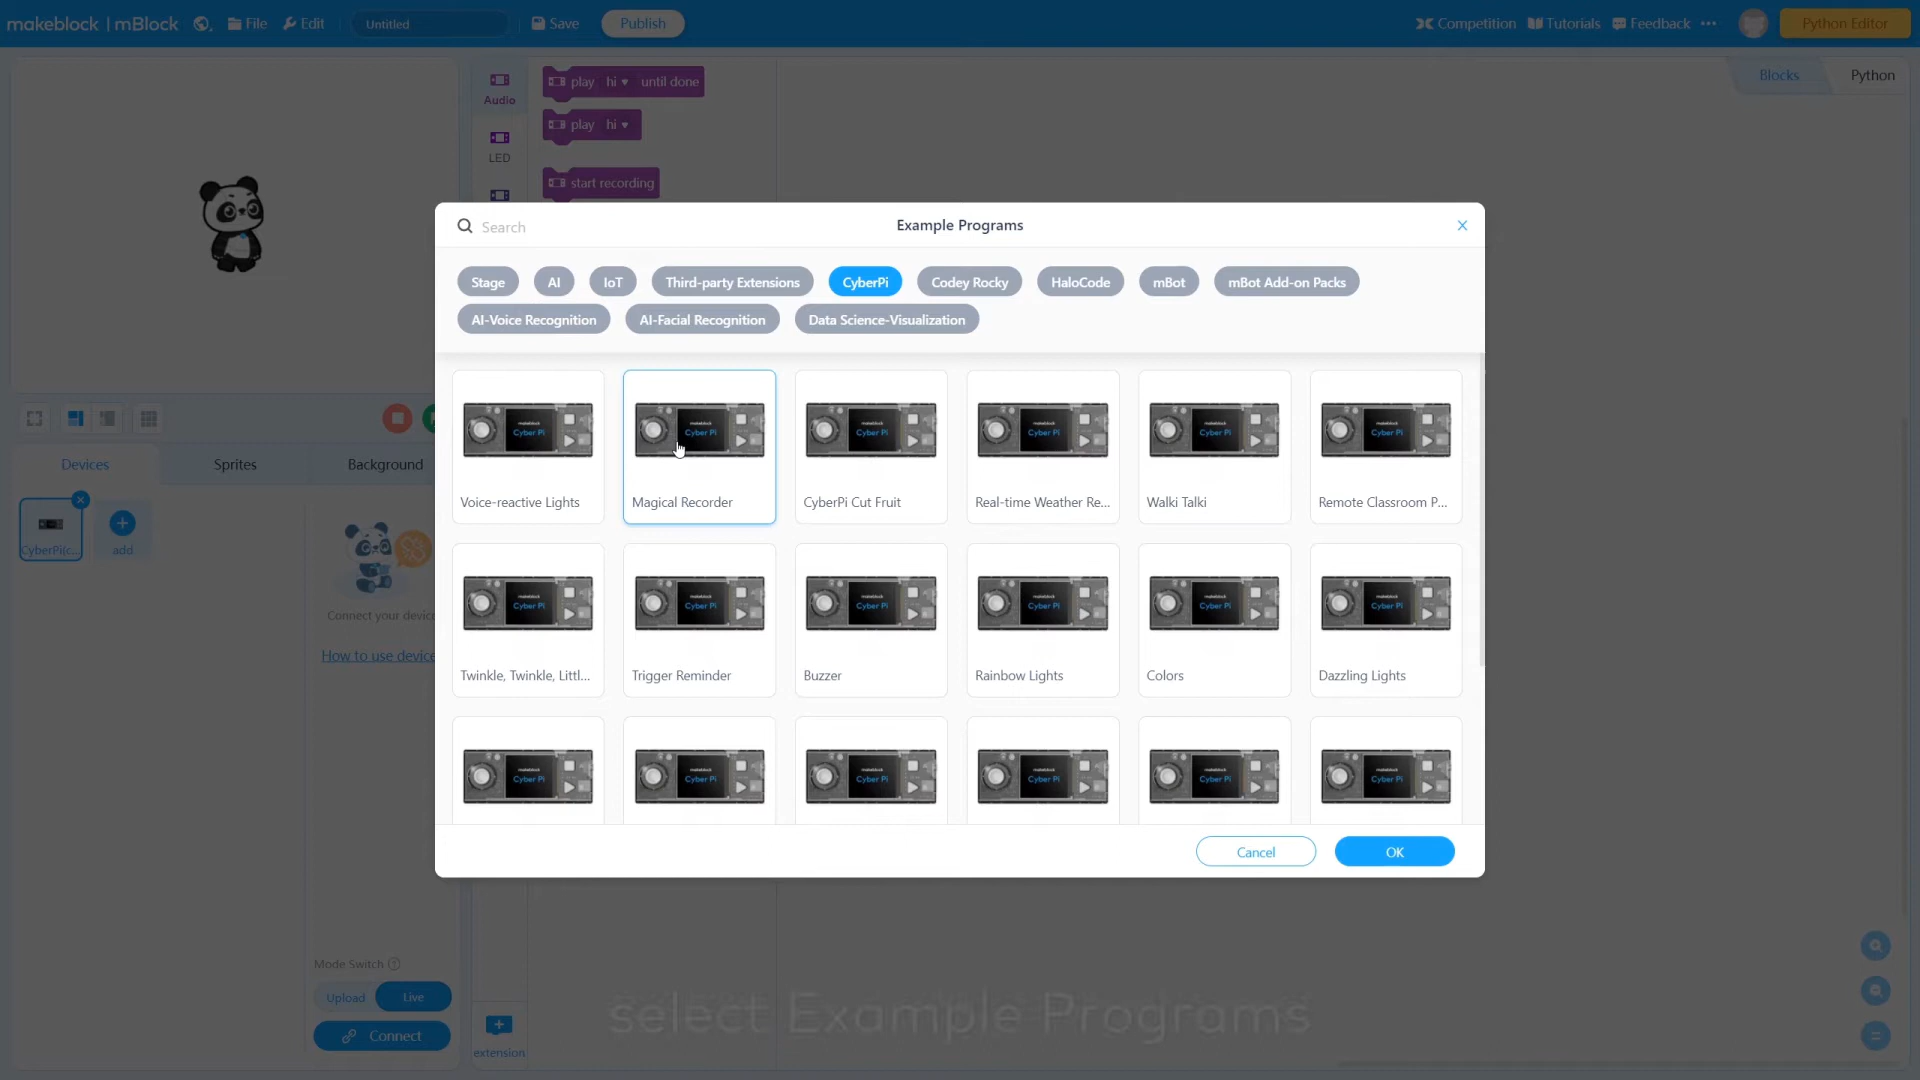 makeblock | mBlock
File
Edit
Untitled
Save
Publish
Competition
Tutorials
Feedback
Python Editor
Audio
LED
play hi until done
play hi
start recording
Blocks
Python
Search
Example Programs
Stage
AI
IoT
Third-party Extensions
CyberPi
Codey Rocky
HaloCode
mBot
mBot Add-on Packs
AI-Voice Recognition
AI-Facial Recognition
Data Science-Visualization
Voice-reactive Lights
Magical Recorder
CyberPi Cut Fruit
Real-time Weather Re...
Walki Talki
Remote Classroom P...
Twinkle, Twinkle, Littl...
Trigger Reminder
Buzzer
Rainbow Lights
Colors
Dazzling Lights
Cancel
OK
Devices
Sprites
Background
CyberPi(c...
add
Connect your device
How to use device
Mode Switch
Upload
Live
Connect
extension
select Example Programs